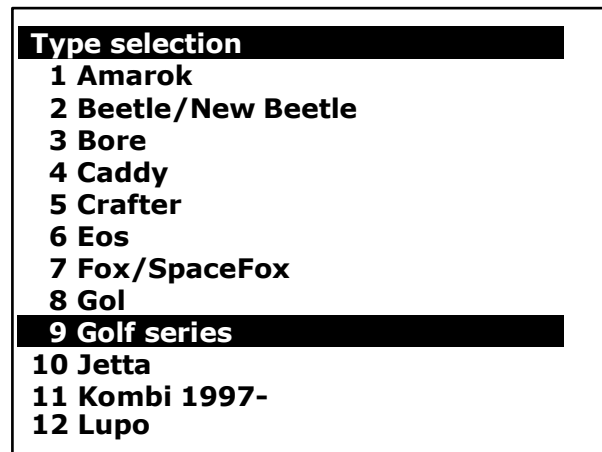 Type selection
1 Amarok
2 Beetle/New Beetle
3 Bore
4 Caddy
5 Crafter
6 Eos
7 Fox/SpaceFox
8 Gol
9 Golf series
10 Jetta
11 Kombi 1997-
12 Lupo